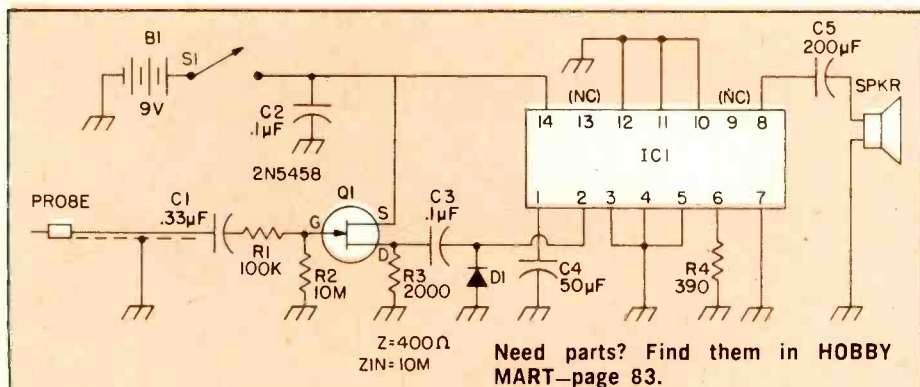 B1
S1
9V
C2
.1µF
2N5458
PROBE
C1
.33µF
R1
100K
Q1
G
S
D
R2
10M
R3
2000
C3
.1µF
D1
Z=400Ω
ZIN=10M
(NC)
(NC)
14 13 12 11 10 9 8
IC1
1 2 3 4 5 6 7
C4
50µF
R4
390
C5
200µF
SPKR
Need parts? Find them in HOBBY
MART—page 83.